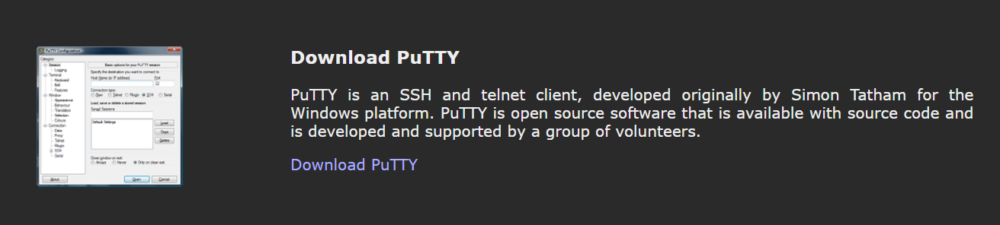 PuTTY Configuration
Category:
Session
Logging
Terminal
Keyboard
Bell
Features
Window
Appearance
Behaviour
Translation
Selection
Colours
Connection
Data
Proxy
Telnet
Rlogin
SSH
Serial
Basic options for your PuTTY session
Specify the destination you want to connect to
Host Name (or IP address) Port
22
Connection type:
Raw Telnet Rlogin SSH Serial
Load, save or delete a stored session
Saved Sessions
Default Settings
Load
Save
Delete
Close window on exit:
Always Never Only on clean exit
About Open Cancel
Download PuTTY
PuTTY is an SSH and telnet client, developed originally by Simon Tatham for the
Windows platform. PuTTY is open source software that is available with source code and
is developed and supported by a group of volunteers.
Download PuTTY